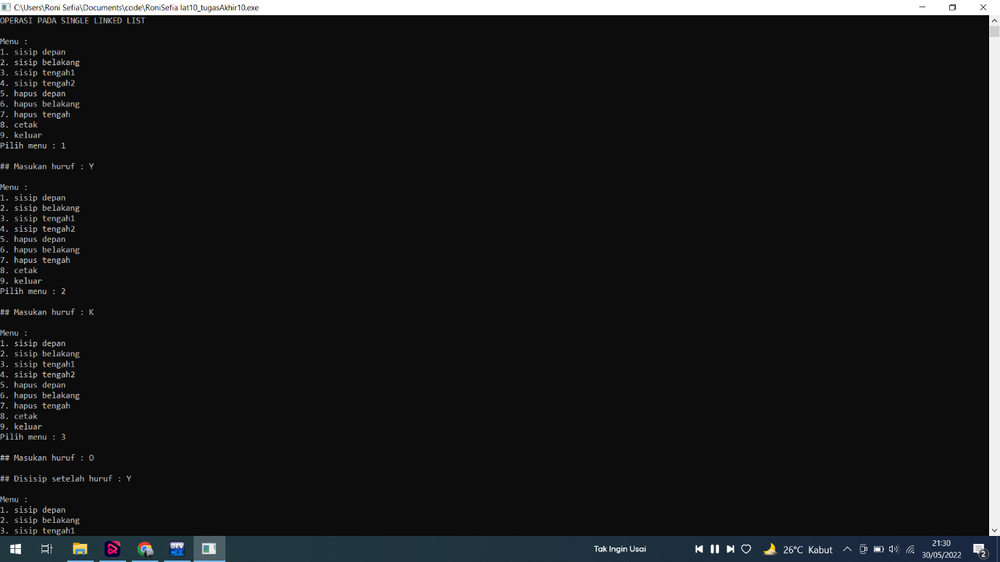 C:\Users\Roni Sefia\Documents\code\RoniSefia lat10_tugasAkhir10.exe
OPERASI PADA SINGLE LINKED LIST
Menu :
1. sisip depan
2. sisip belakang
3. sisip tengah1
4. sisip tengah2
5. hapus depan
6. hapus belakang
7. hapus tengah
8. cetak
9. keluar
Pilih menu : 1
## Masukan huruf : Y
Menu :
1. sisip depan
2. sisip belakang
3. sisip tengah1
4. sisip tengah2
5. hapus depan
6. hapus belakang
7. hapus tengah
8. cetak
9. keluar
Pilih menu : 2
## Masukan huruf : K
Menu :
1. sisip depan
2. sisip belakang
3. sisip tengah1
4. sisip tengah2
5. hapus depan
6. hapus belakang
7. hapus tengah
8. cetak
9. keluar
Pilih menu : 3
## Masukan huruf : O
## Disisip setelah huruf : Y
Menu :
1. sisip depan
2. sisip belakang
3. sisip tengah1
DEV C++
Tak Ingin Usai
26°C Kabut
21:30
30/05/2022
2